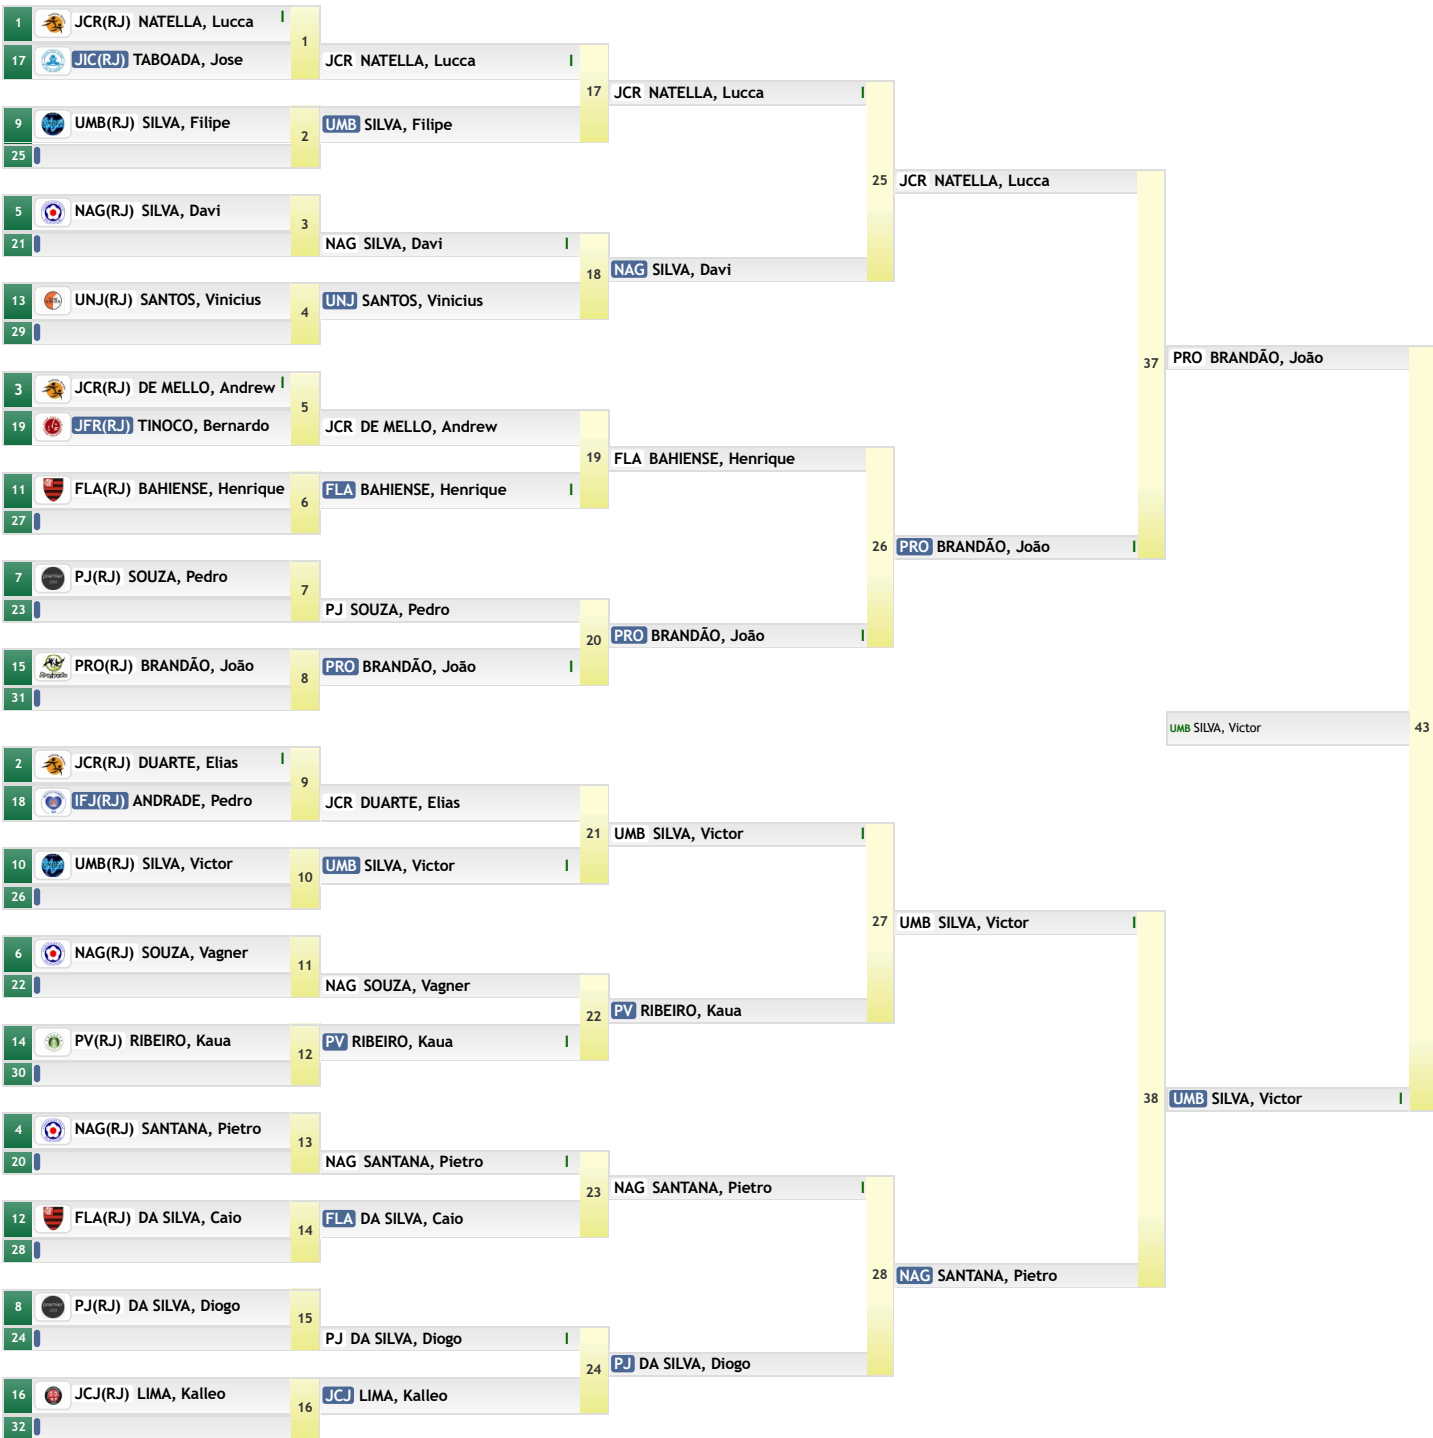 1 JCR(RJ) NATELLA, Lucca I
1
17 JIC(RJ) TABOADA, Jose
JCR NATELLA, Lucca I
17
JCR NATELLA, Lucca I
9 UMB(RJ) SILVA, Filipe
2
UMB SILVA, Filipe
25
25
JCR NATELLA, Lucca
5 NAG(RJ) SILVA, Davi
3
21
NAG SILVA, Davi I
18
NAG SILVA, Davi
13 UNJ(RJ) SANTOS, Vinicius
4
UNJ SANTOS, Vinicius
29
37
PRO BRANDÃO, João
3 JCR(RJ) DE MELLO, Andrew I
5
19 JFR(RJ) TINOCO, Bernardo
JCR DE MELLO, Andrew
19
FLA BAHIENSE, Henrique
11 FLA(RJ) BAHIENSE, Henrique
6
FLA BAHIENSE, Henrique I
27
26
PRO BRANDÃO, João I
7 PJ(RJ) SOUZA, Pedro
7
23
PJ SOUZA, Pedro
20
PRO BRANDÃO, João I
15 PRO(RJ) BRANDÃO, João
8
PRO BRANDÃO, João I
31
UMB SILVA, Victor
43
2 JCR(RJ) DUARTE, Elias I
9
18 IFJ(RJ) ANDRADE, Pedro
JCR DUARTE, Elias
21
UMB SILVA, Victor I
10 UMB(RJ) SILVA, Victor
10
UMB SILVA, Victor I
26
27
UMB SILVA, Victor I
6 NAG(RJ) SOUZA, Vagner
11
22
NAG SOUZA, Vagner
22
PV RIBEIRO, Kaua
14 PV(RJ) RIBEIRO, Kaua
12
PV RIBEIRO, Kaua I
30
38
UMB SILVA, Victor I
4 NAG(RJ) SANTANA, Pietro
13
20
NAG SANTANA, Pietro I
23
NAG SANTANA, Pietro I
12 FLA(RJ) DA SILVA, Caio
14
FLA DA SILVA, Caio
28
28
NAG SANTANA, Pietro
8 PJ(RJ) DA SILVA, Diogo
15
24
PJ DA SILVA, Diogo I
24
PJ DA SILVA, Diogo
16 JCJ(RJ) LIMA, Kalleo
16
JCJ LIMA, Kalleo
32